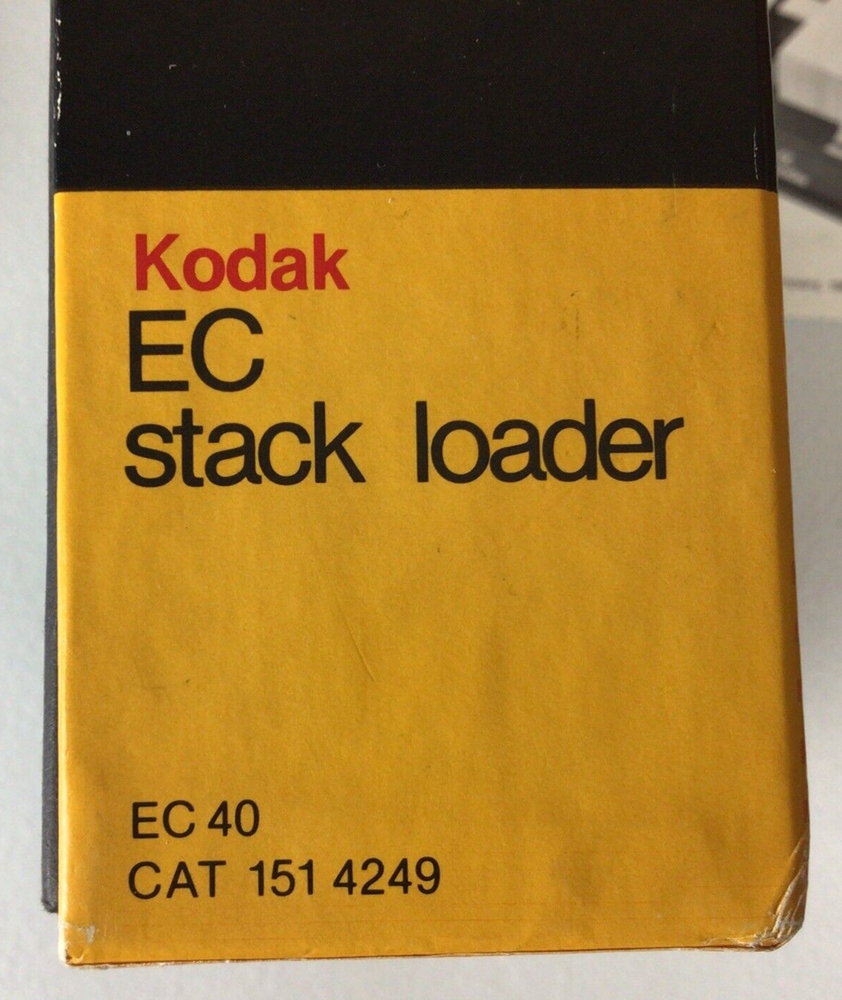 Kodak
EC
stack loader
EC 40
CAT 151 4249